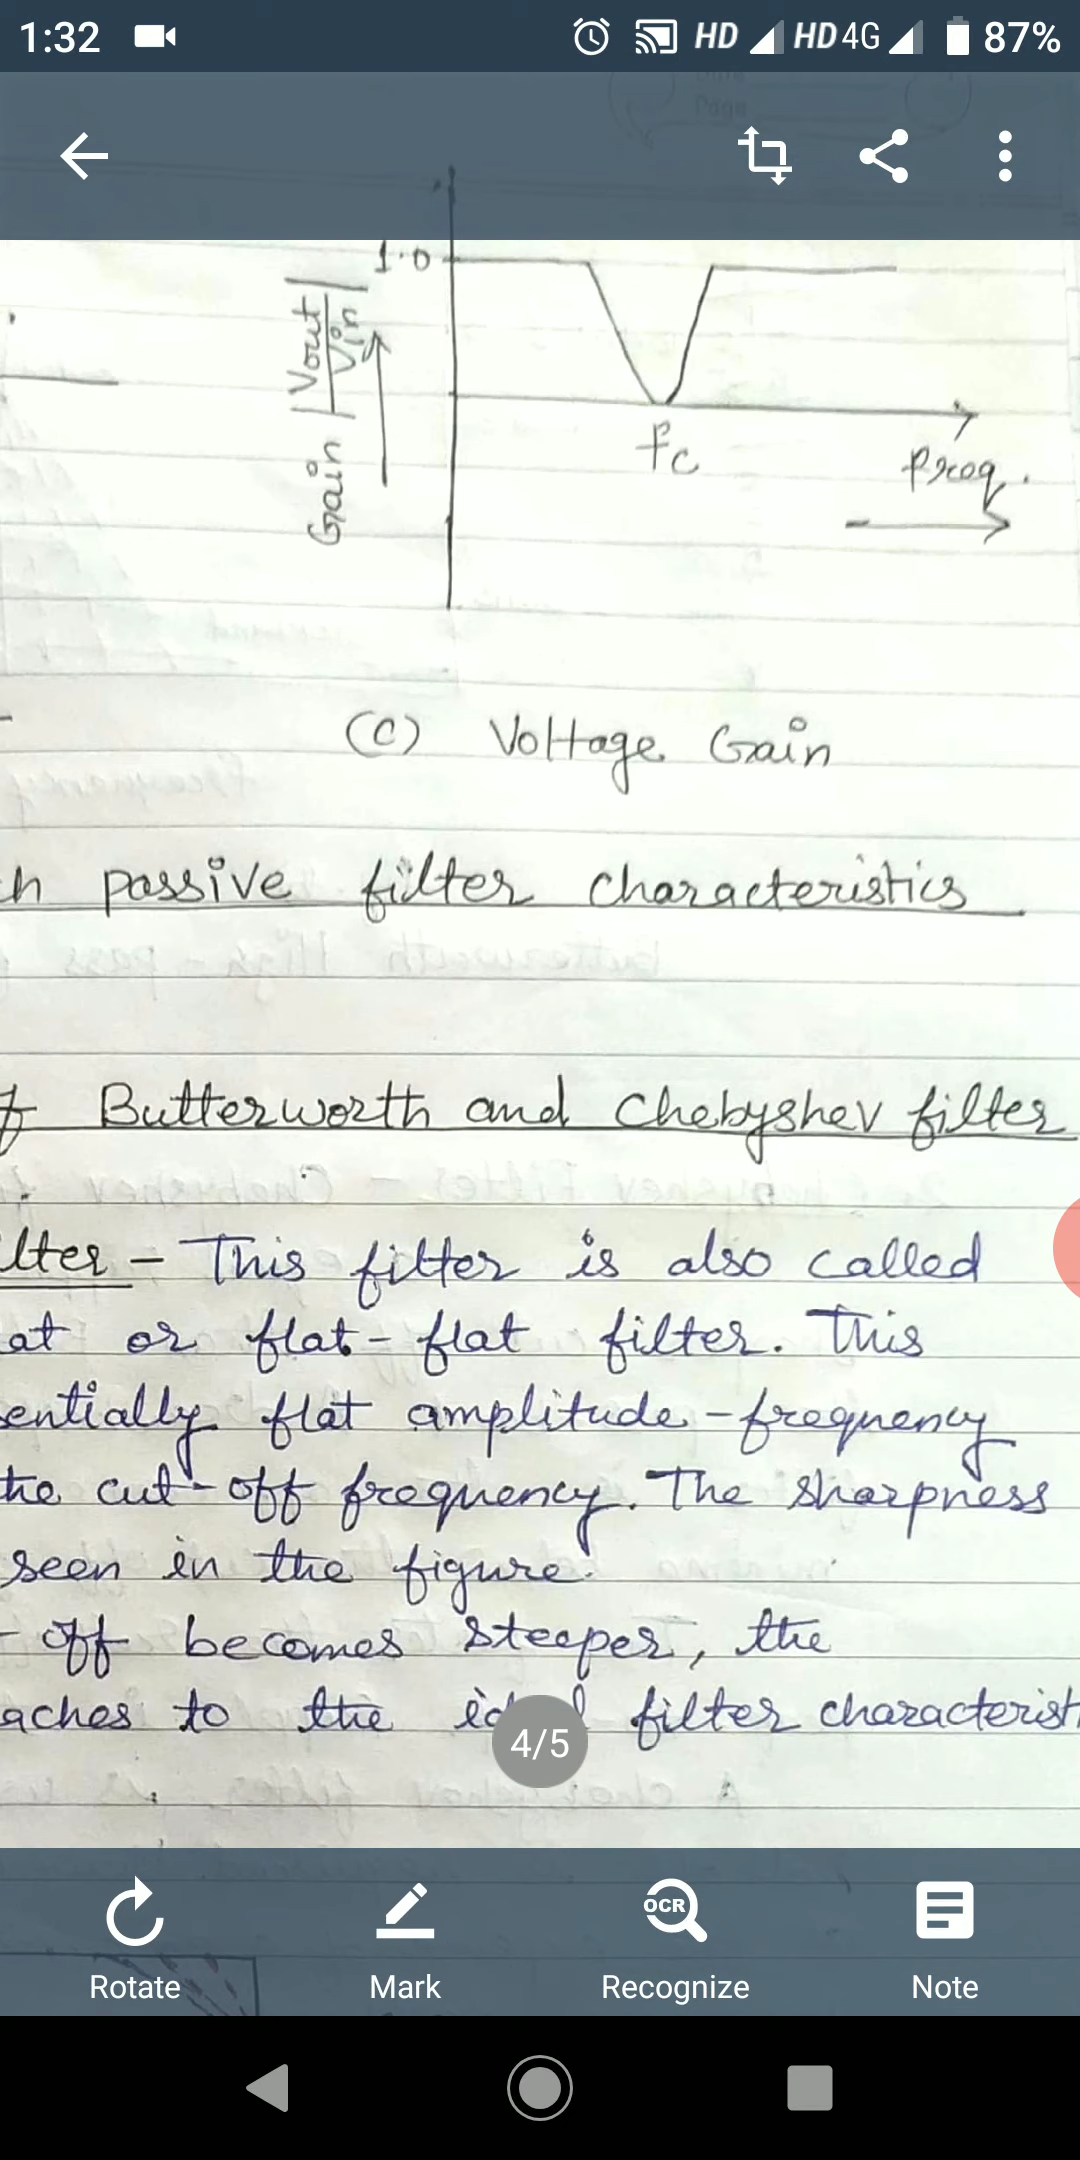 1:32 HD HD 4G 87%
1.0
Gain | Vout / Vin |
fc
freq.
(C) Voltage Gain
h passive filter characteristics
f Butterworth and Chebyshev filter
lter - This filter is also called
at or flat-flat filter. This
entially flat amplitude-frequency
he cut-off frequency. The sharpness
seen in the figure.
- off becomes steeper, the
aches to the filter characterist
4/5
OCR
Rotate Mark Recognize Note